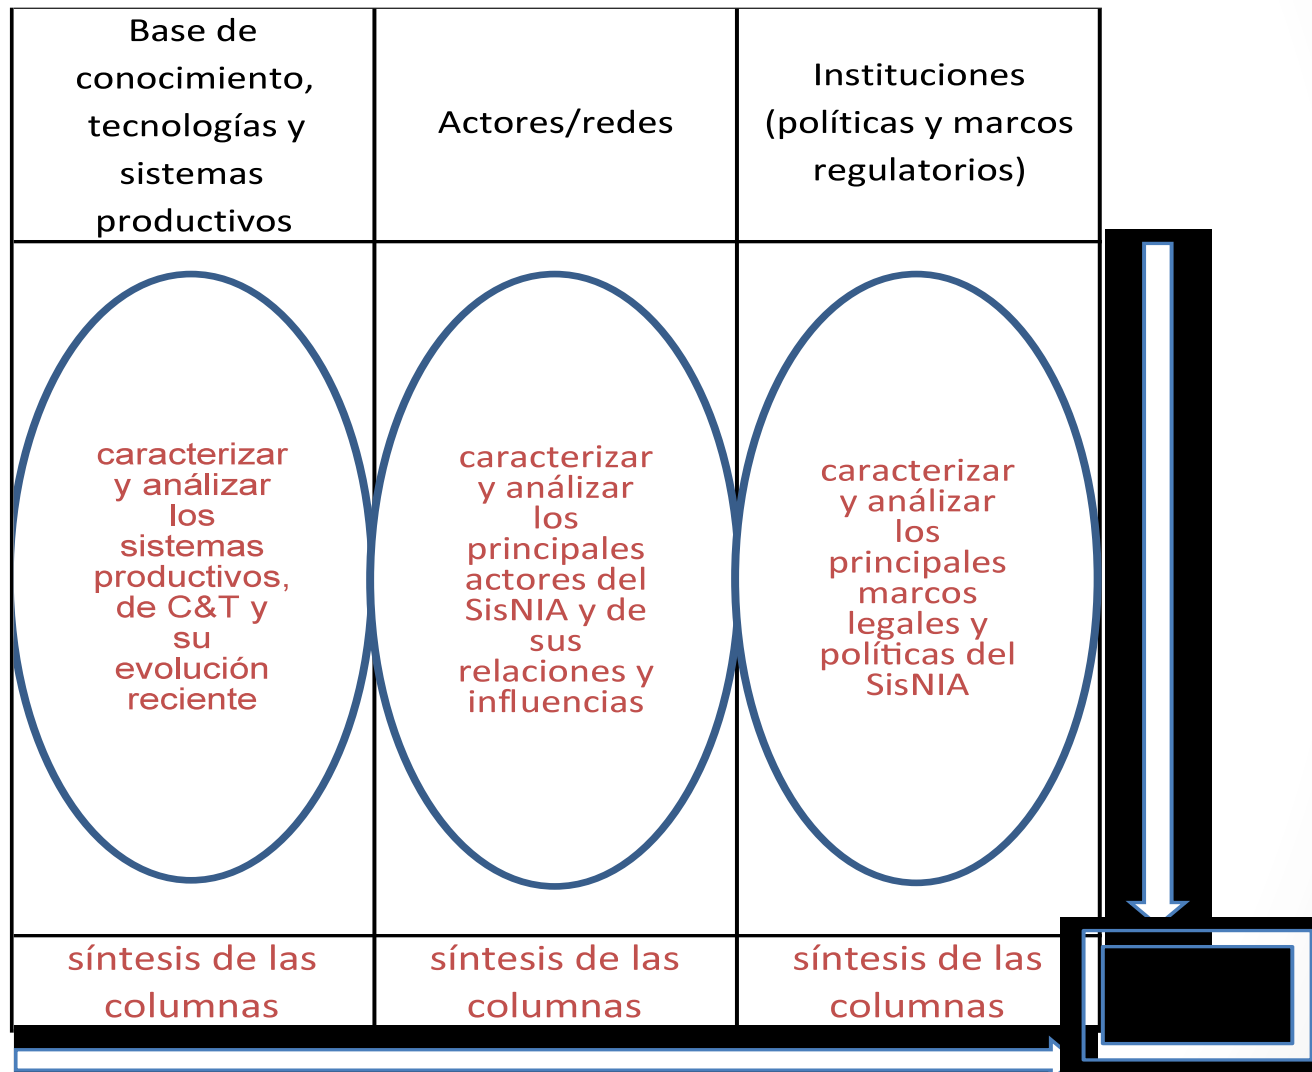 Base de
conocimiento,
tecnologías y
sistemas
productivos
Actores/redes
Instituciones
(políticas y marcos
regulatorios)
caracterizar
y análizar
los
sistemas
productivos,
de C&T y
su
evolución
reciente
caracterizar
y análizar
los
principales
actores del
SisNIA y de
sus
relaciones y
influencias
caracterizar
y análizar
los
principales
marcos
legales y
políticas del
SisNIA
síntesis de las
columnas
síntesis de las
columnas
síntesis de las
columnas